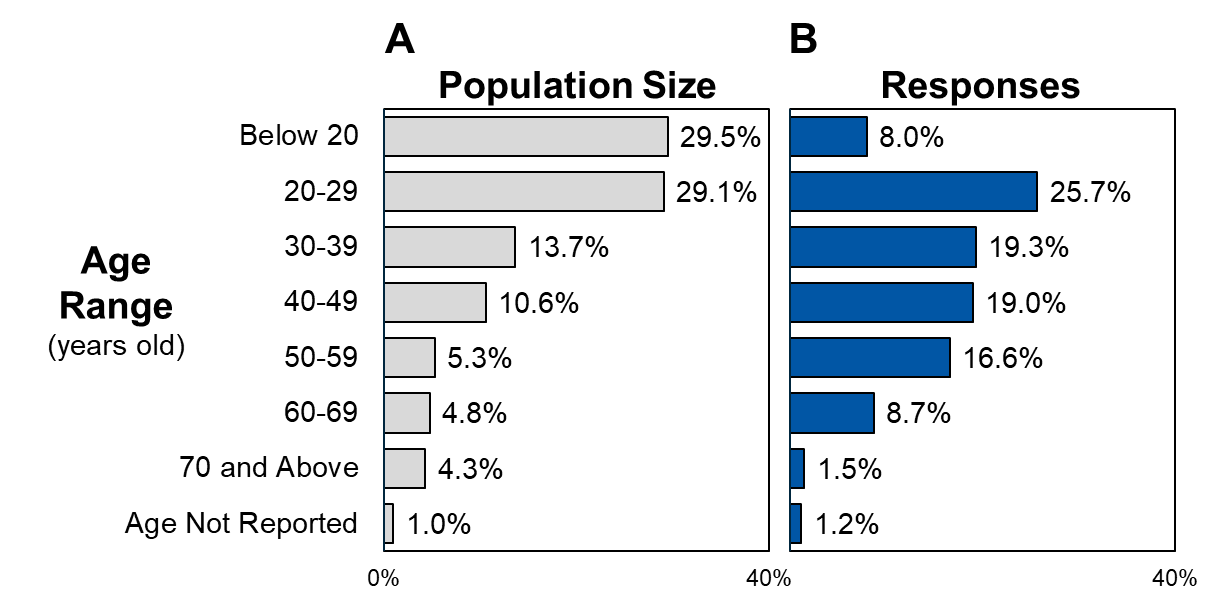 A
B
Population Size
Responses
Below 20
29.5%
8.0%
20-29
29.1%
25.7%
30-39
13.7%
19.3%
Age
Range
(years old)
40-49
10.6%
19.0%
50-59
5.3%
16.6%
60-69
4.8%
8.7%
70 and Above
4.3%
1.5%
Age Not Reported
1.0%
1.2%
0%
40%
40%